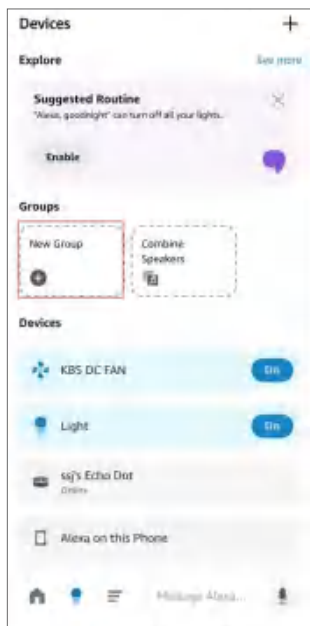 Devices
Explore
See more
Suggested Routine
"Alexa, goodnight" can turn off all your lights.
Enable
Groups
New Group
Combine
Speakers
Devices
KBS DC FAN
On
Light
On
ssj's Echo Dot
Online
Alexa on this Phone
Message Alexa...